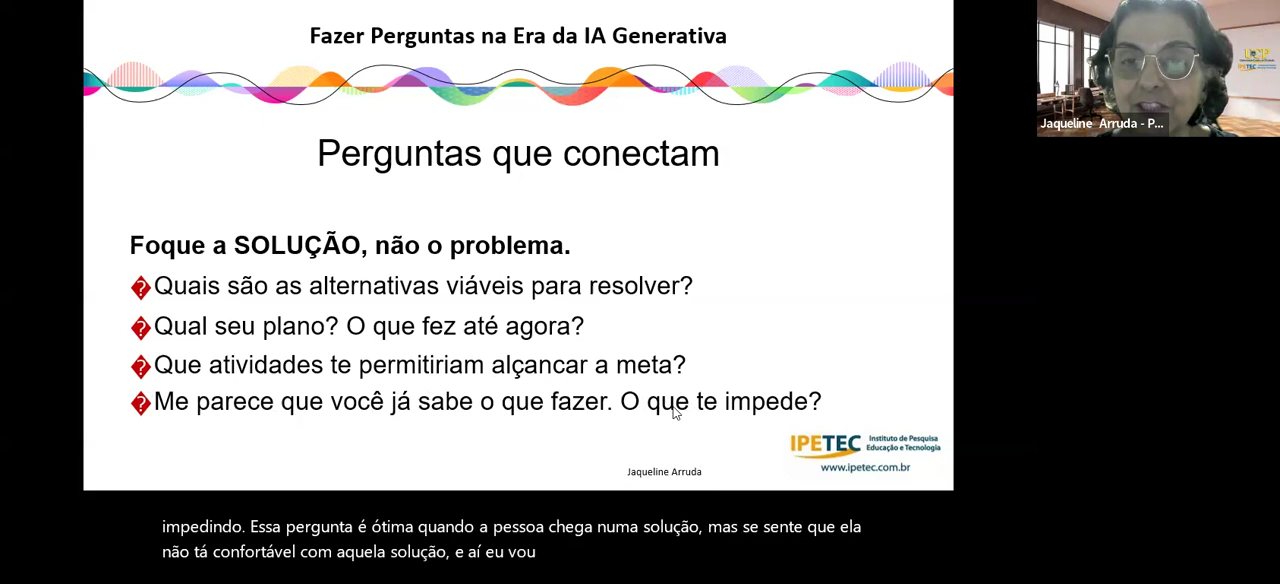 Fazer Perguntas na Era da IA Generativa
Perguntas que conectam
Foque a SOLUÇÃO, não o problema.
�Quais são as alternativas viáveis para resolver?
�Qual seu plano? O que fez até agora?
�Que atividades te permitiriam alçancar a meta?
�Me parece que você já sabe o que fazer. O que te impede?
IPETEC Instituto de Pesquisa
Educação e Tecnologia
www.ipetec.com.br
Jaqueline Arruda
Jaqueline Arruda - P...
UCP
IPETEC
impedindo. Essa pergunta é ótima quando a pessoa chega numa solução, mas se sente que ela
não tá confortável com aquela solução, e aí eu vou